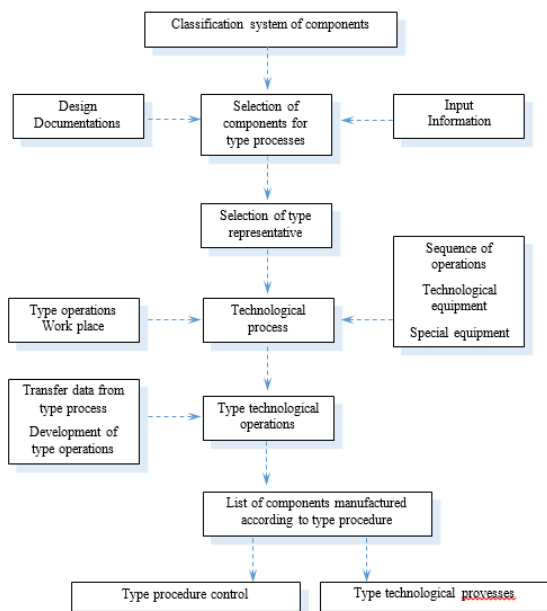 Classification system of components
Design
Documentations
Selection of
components for
type processes
Input
Information
Selection of type
representative
Sequence of
operations
Technological
equipment
Special equipment
Type operations
Work place
Technological
process
Transfer data from
type process
Development of
type operations
Type technological
operations
List of components manufactured
according to type procedure
Type procedure control
Type technological provesses